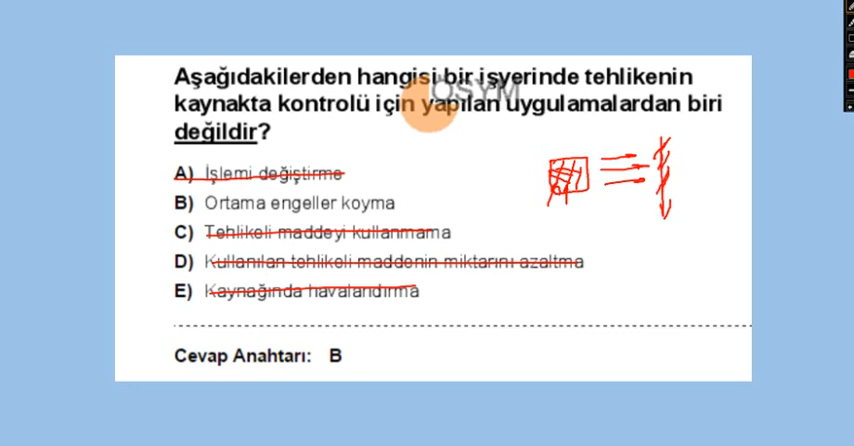 Aşağıdakilerden hangisi bir işyerinde tehlikenin
ÖSYM
kaynakta kontrolü için yapılan uygulamalardan biri
değildir?
A) İşlemi değiştirme
B) Ortama engeller koyma
C) Tehlikeli maddeyi kullanmama
D) Kullanılan tehlikeli maddenin miktarını azaltma
E) Kaynağında havalandırma
Cevap Anahtarı: B